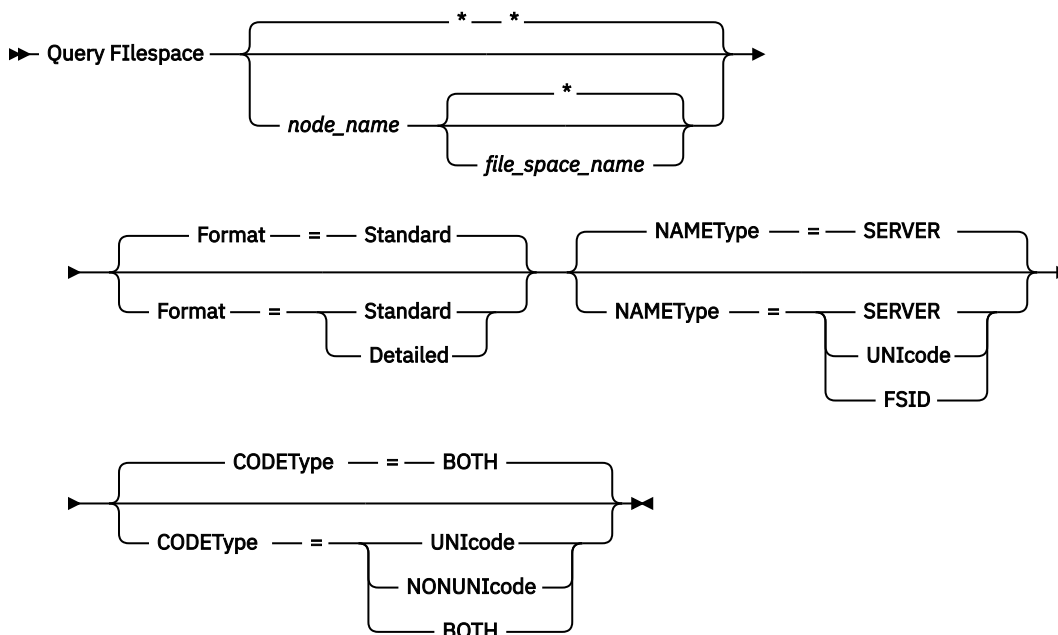 * *
Query FIlespace
*
node_name
file_space_name
Format = Standard NAMEType = SERVER
Format = Standard NAMEType = SERVER
Detailed UNIcode
FSID
CODEType = BOTH
CODEType = UNIcode
NONUNIcode
BOTH